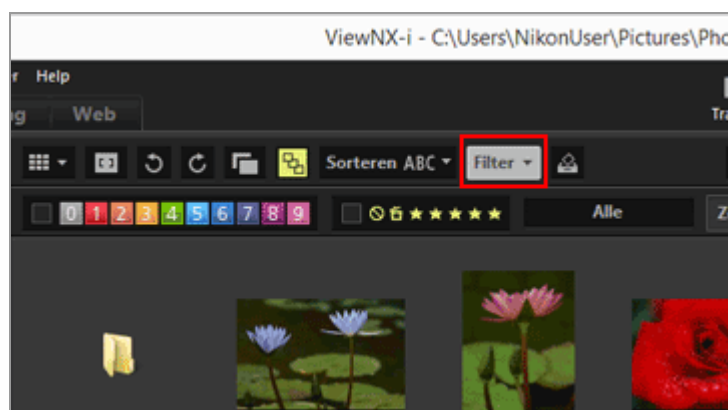 ViewNX-i - C:\Users\NikonUser\Pictures\Pho
r Help
g Web Tra
Sorteren ABC Filter
0 1 2 3 4 5 6 7 8 9 Alle Z